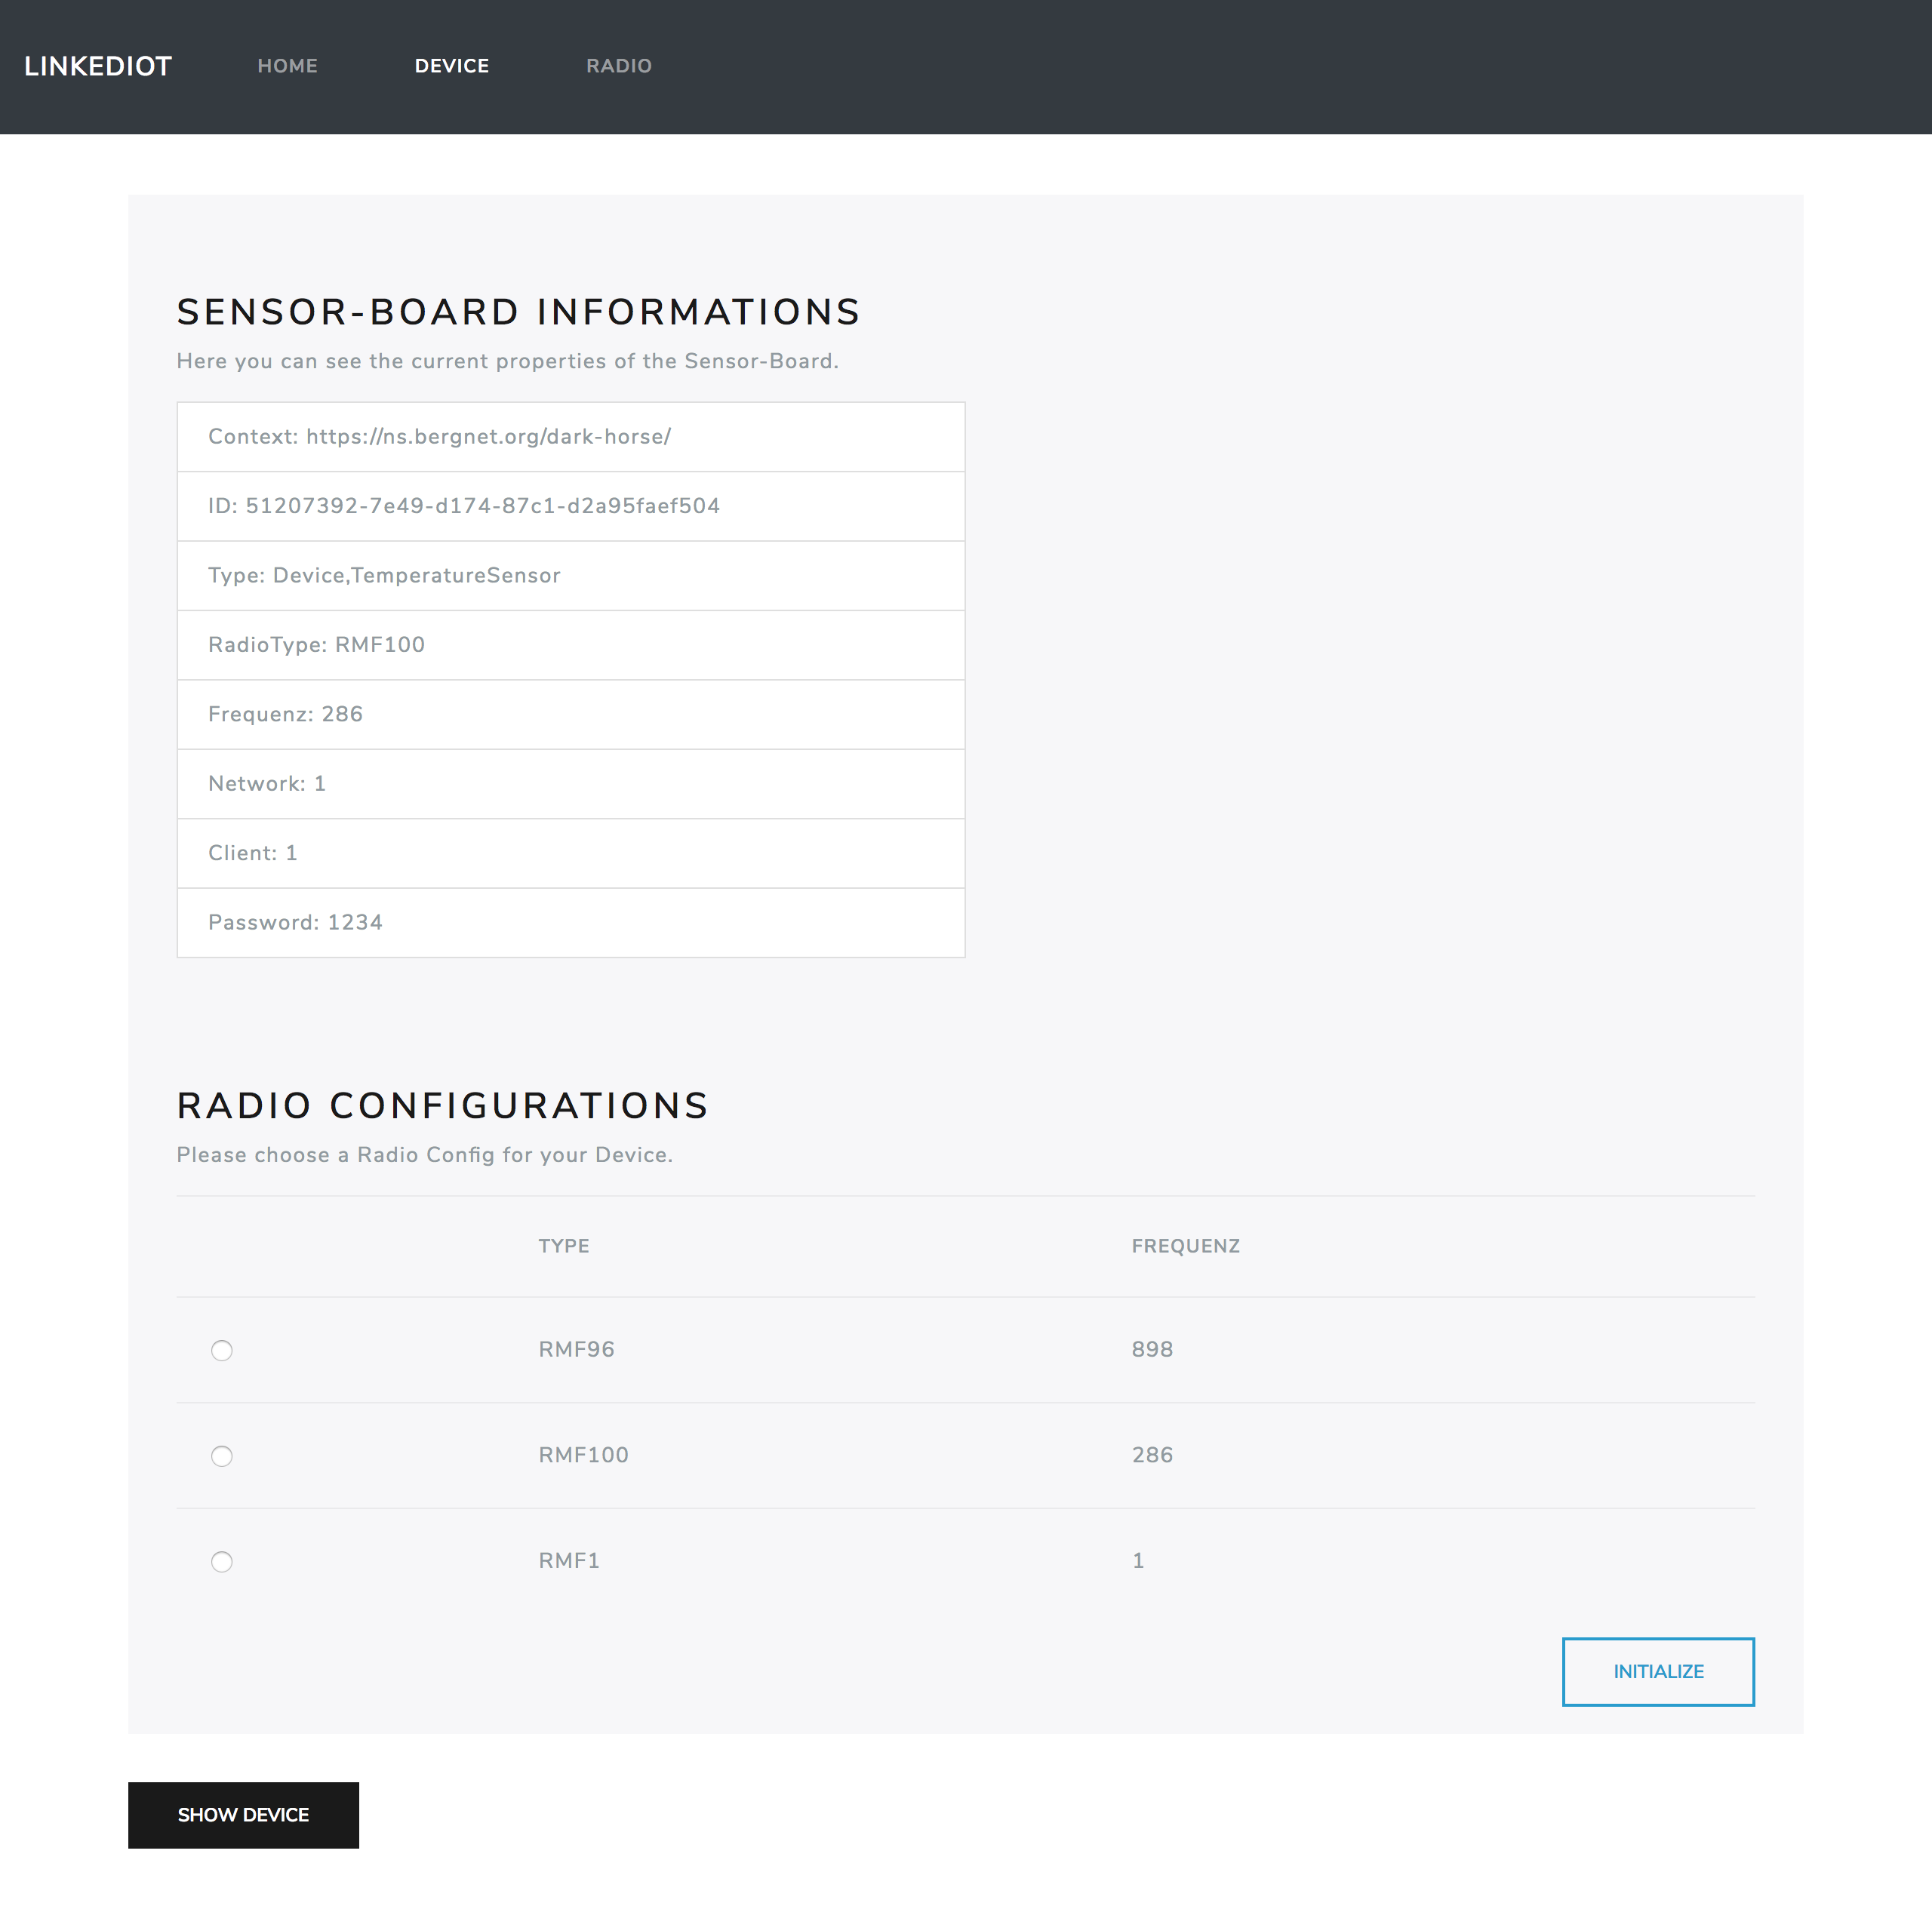 LINKEDIOT HOME DEVICE RADIO
SENSOR-BOARD INFORMATIONS
Here you can see the current properties of the Sensor-Board.
Context: https://ns.bergnet.org/dark-horse/
ID: 51207392-7e49-d174-87c1-d2a95faef504
Type: Device,TemperatureSensor
RadioType: RMF100
Frequenz: 286
Network: 1
Client: 1
Password: 1234
RADIO CONFIGURATIONS
Please choose a Radio Config for your Device.
TYPE FREQUENZ
RMF96 898
RMF100 286
RMF1 1
INITIALIZE
SHOW DEVICE